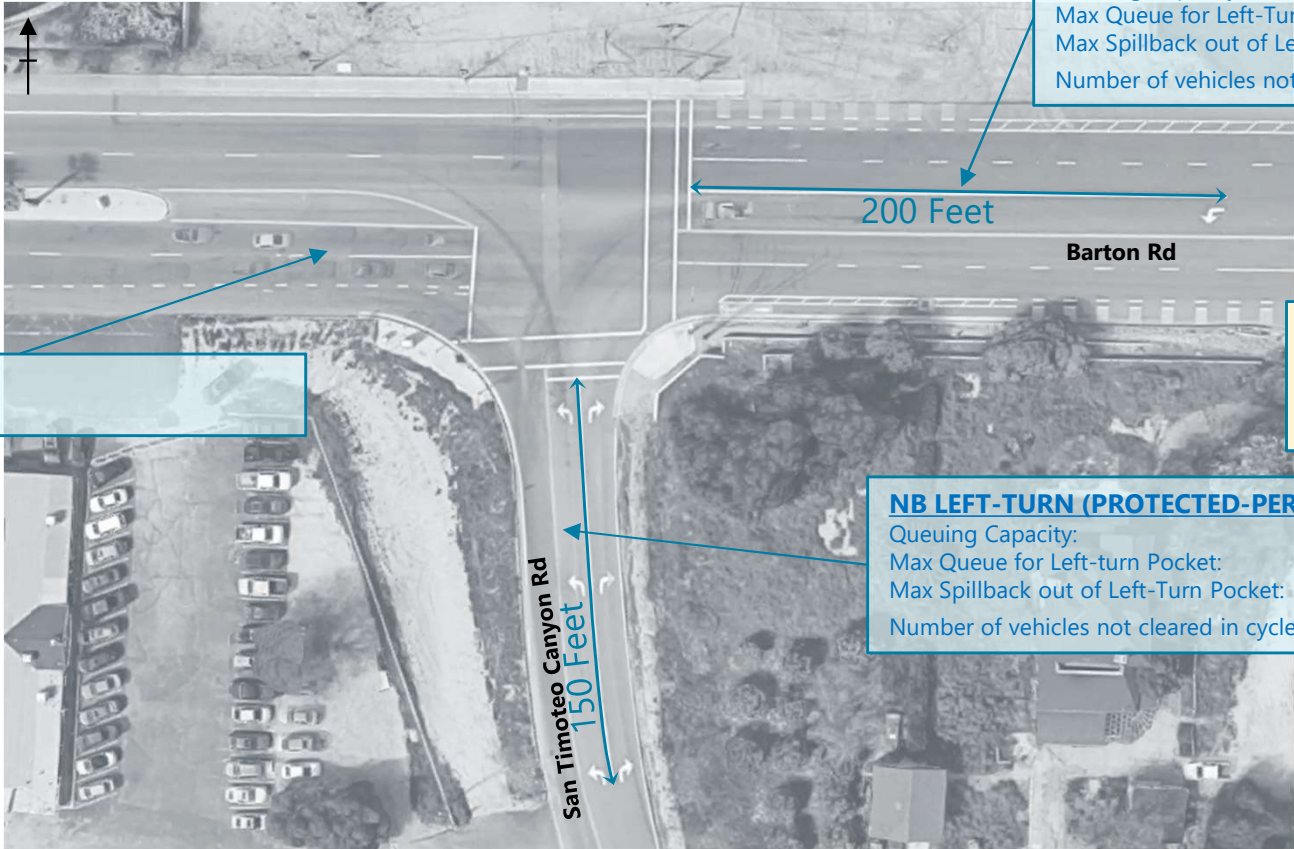 Max Queue for Left-Tur
Max Spillback out of Le
Number of vehicles not
200 Feet
Barton Rd
NB LEFT-TURN (PROTECTED-PER
Queuing Capacity:
Max Queue for Left-turn Pocket:
Max Spillback out of Left-Turn Pocket:
Number of vehicles not cleared in cycle
San Timoteo Canyon Rd
150 Feet